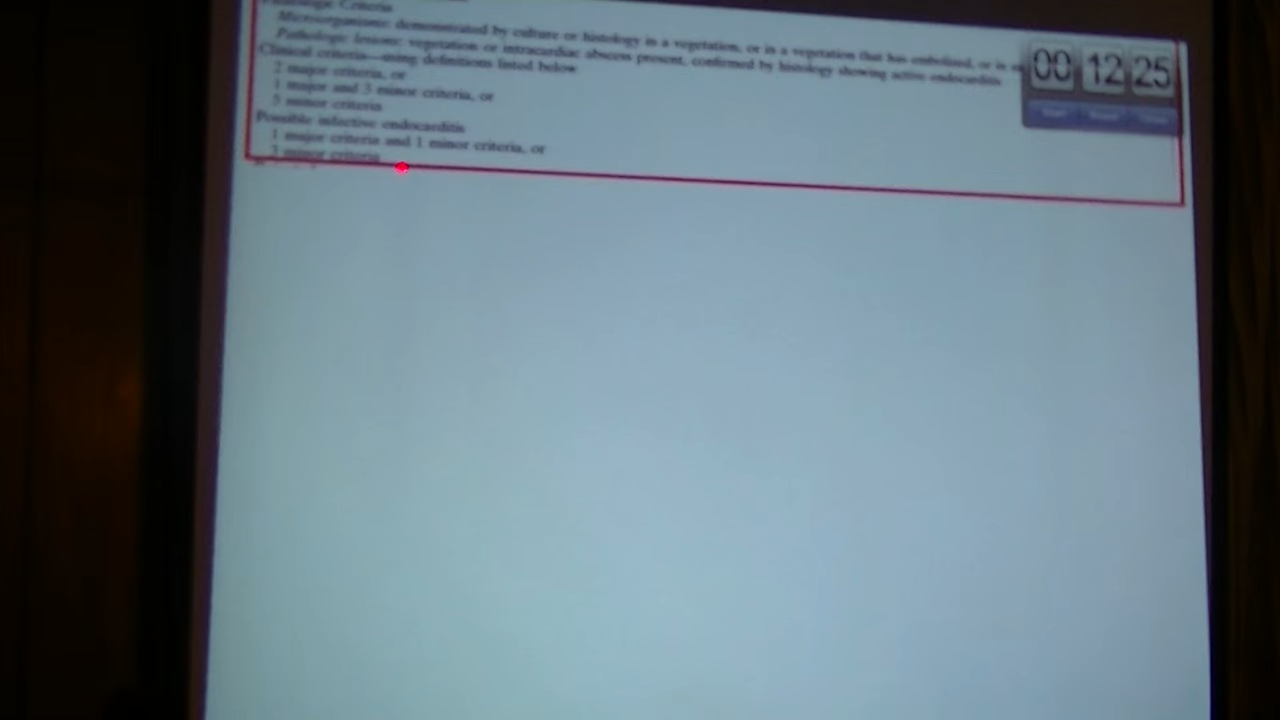 Pathologic Criteria
Microorganisms: demonstrated by culture or histology in a vegetation, or in a vegetation that has embolized, or in
Pathologic lesions: vegetation or intracardiac abscess present, confirmed by histology showing active endocarditis
Clinical criteria—using definitions listed below
2 major criteria, or
1 major and 3 minor criteria, or
5 minor criteria
Possible infective endocarditis
1 major criteria and 1 minor criteria, or
3 minor criteria
00 12 25